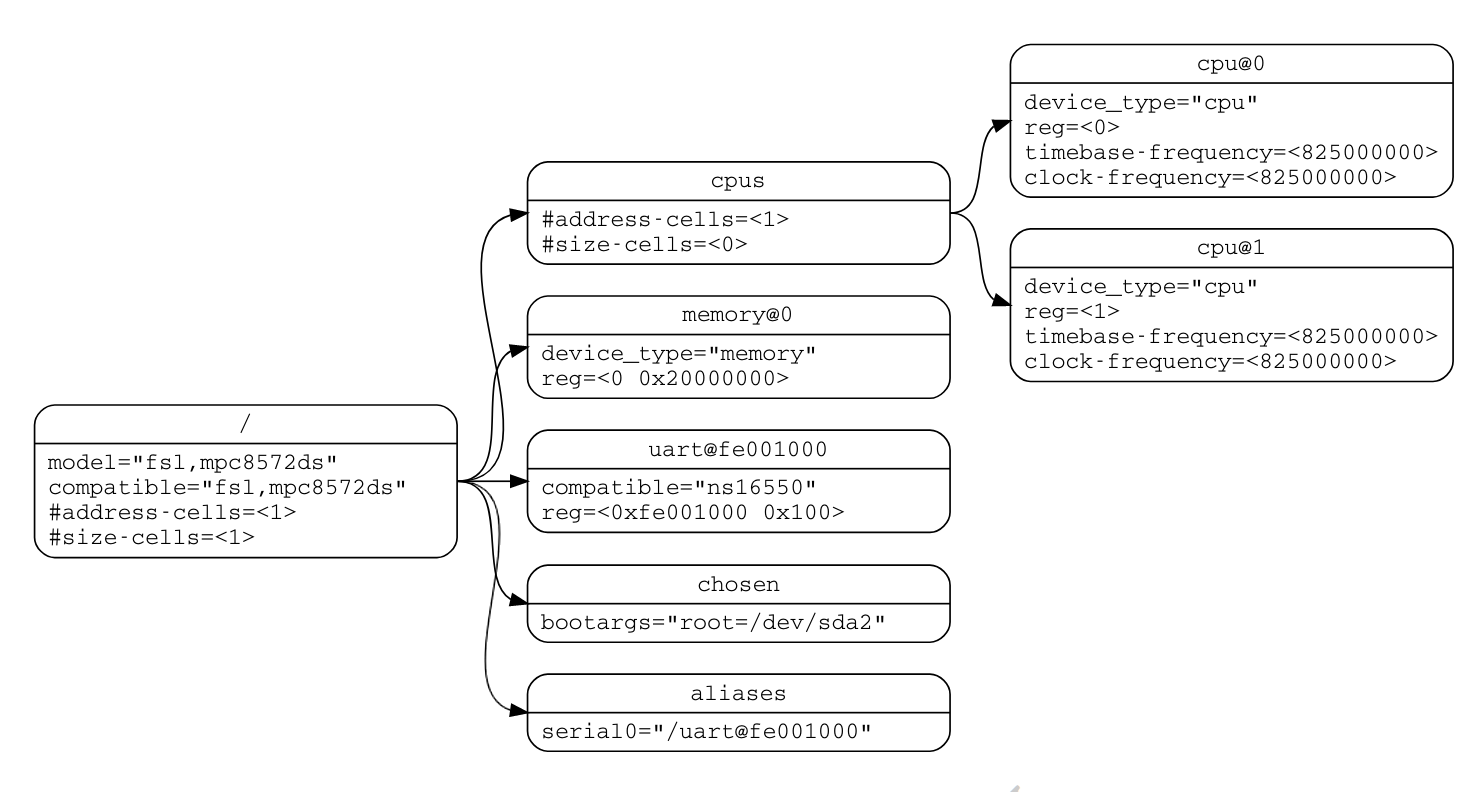 /
model="fsl,mpc8572ds"
compatible="fsl,mpc8572ds"
#address-cells=<1>
#size-cells=<1>
cpus
#address-cells=<1>
#size-cells=<0>
memory@0
device_type="memory"
reg=<0 0x20000000>
uart@fe001000
compatible="ns16550"
reg=<0xfe001000 0x100>
chosen
bootargs="root=/dev/sda2"
aliases
serial0="/uart@fe001000"
cpu@0
device_type="cpu"
reg=<0>
timebase-frequency=<825000000>
clock-frequency=<825000000>
cpu@1
device_type="cpu"
reg=<1>
timebase-frequency=<825000000>
clock-frequency=<825000000>